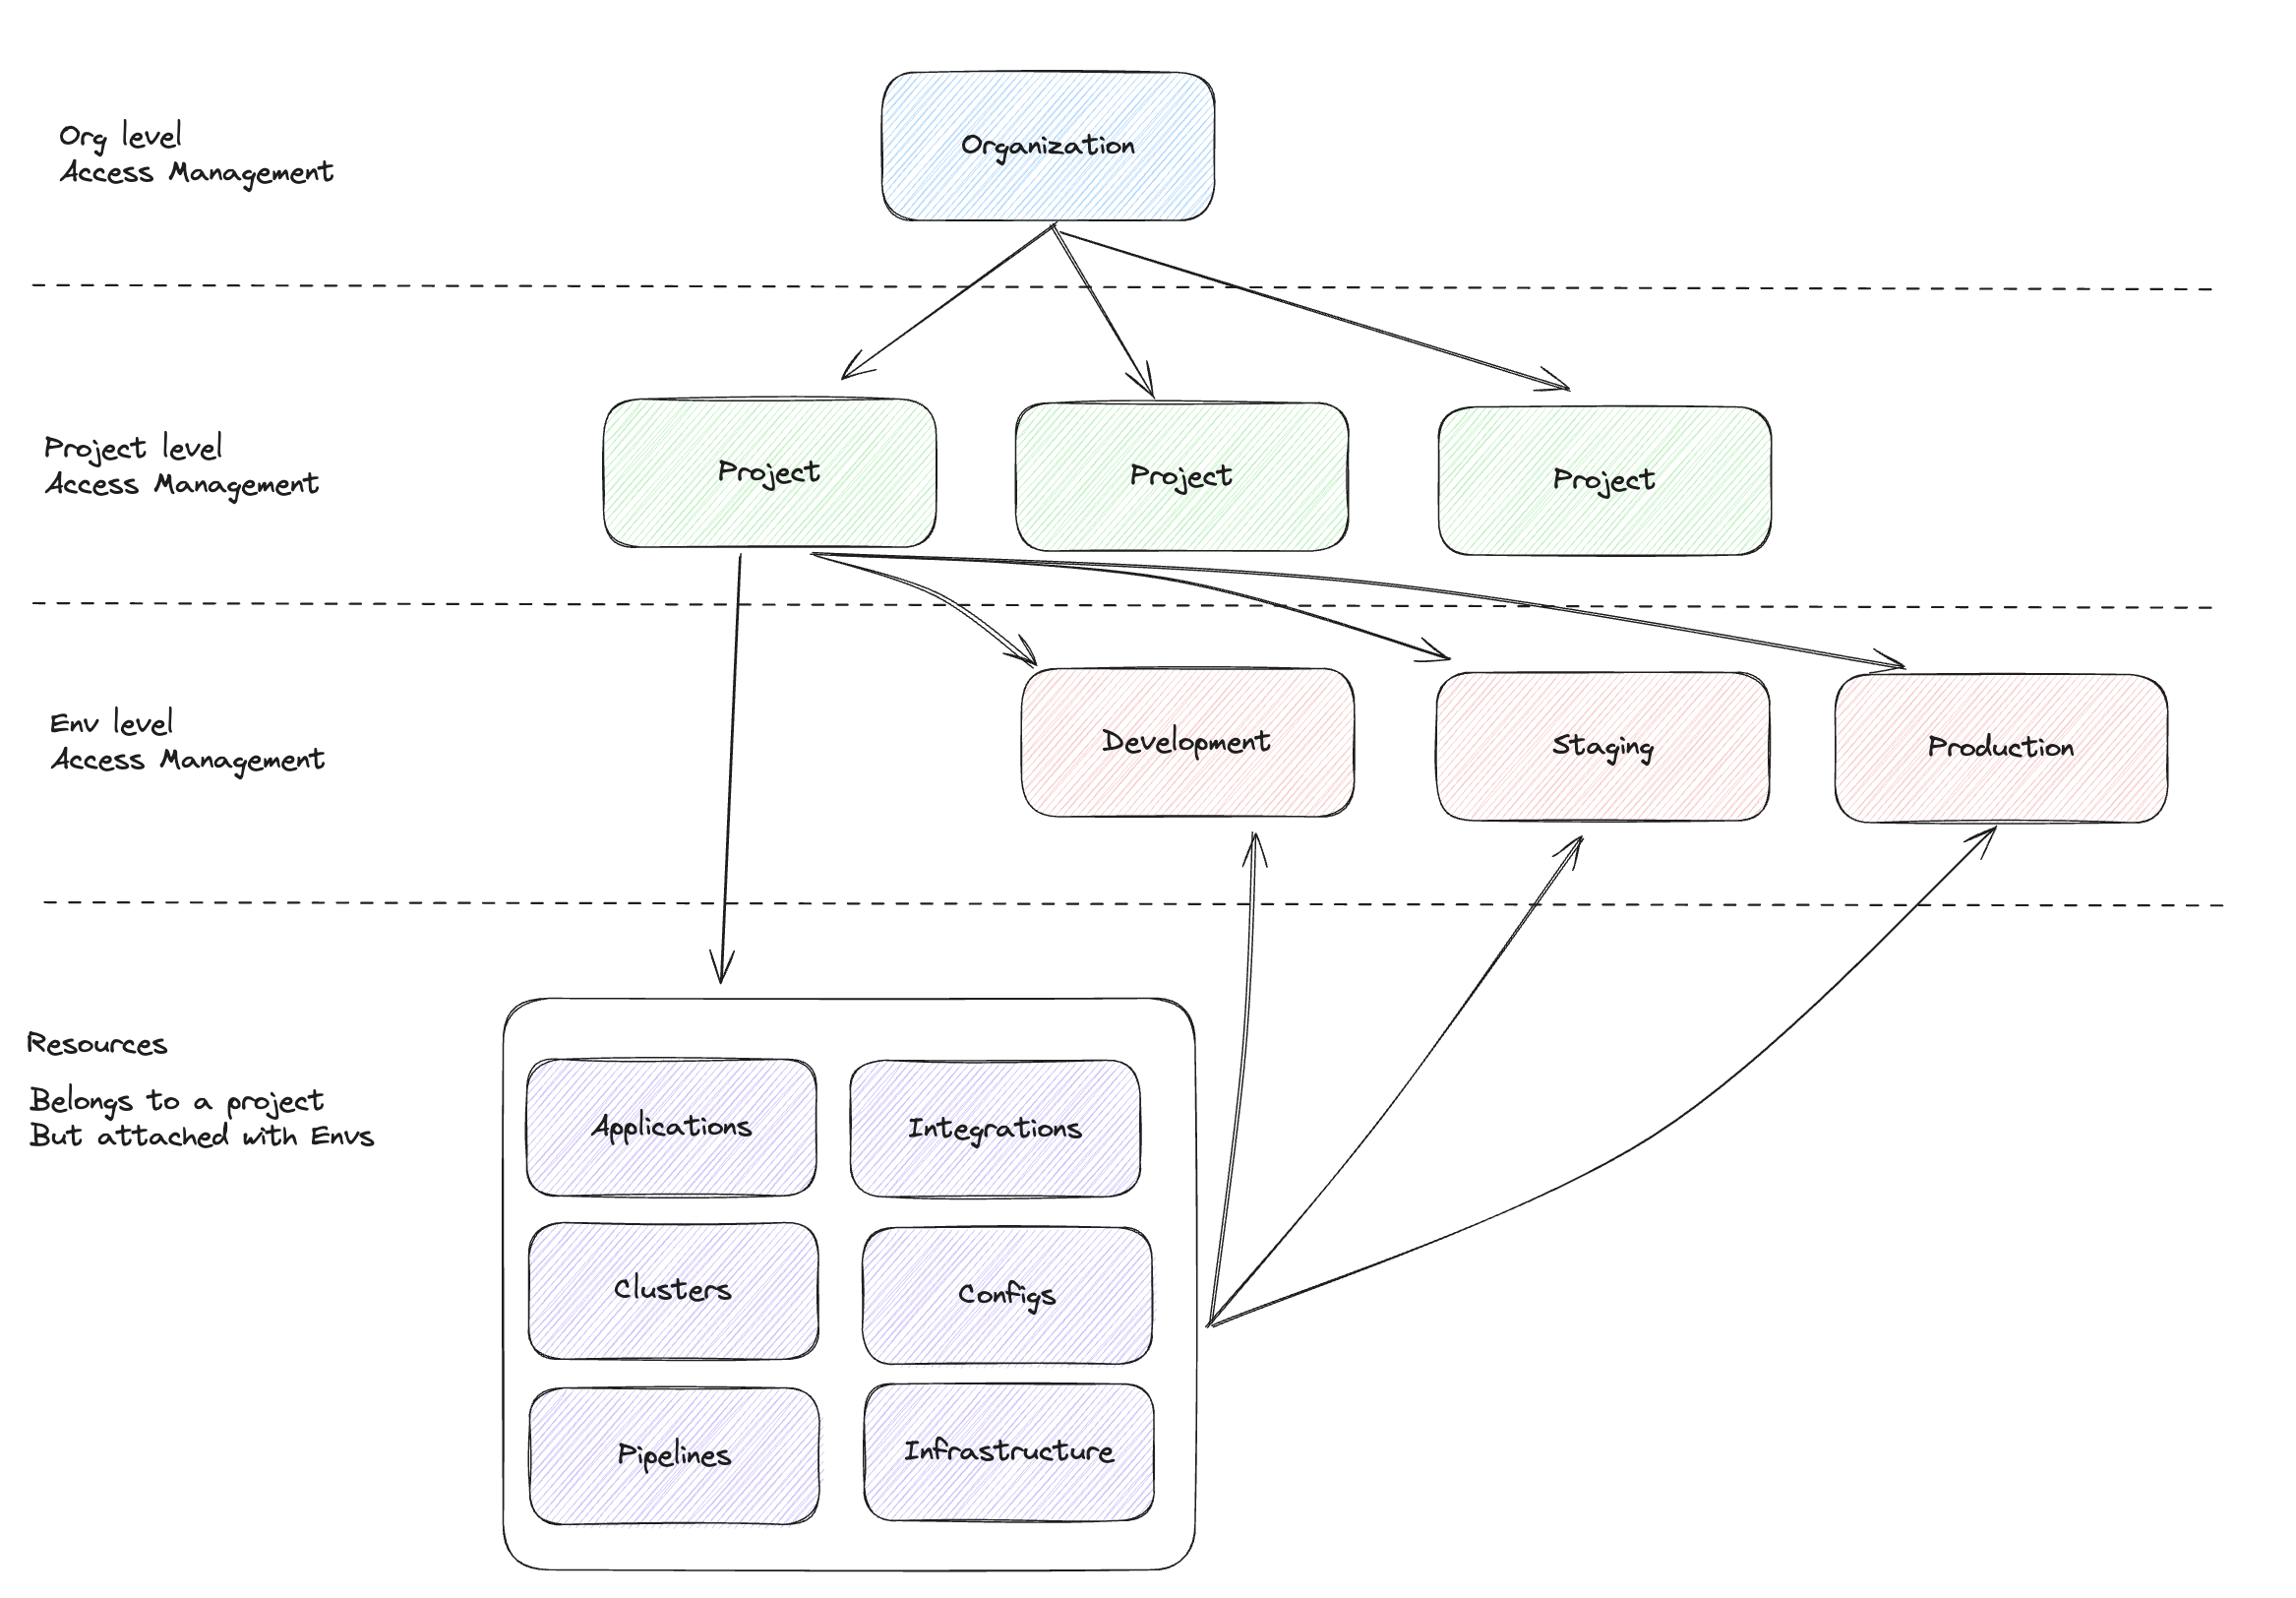 Organization
Org level
Access Management
Project level
Access Management
Project
Project
Project
Env level
Access Management
Development
Staging
Production
Resources
Belongs to a project
But attached with Envs
Applications
Integrations
Clusters
Configs
Pipelines
Infrastructure